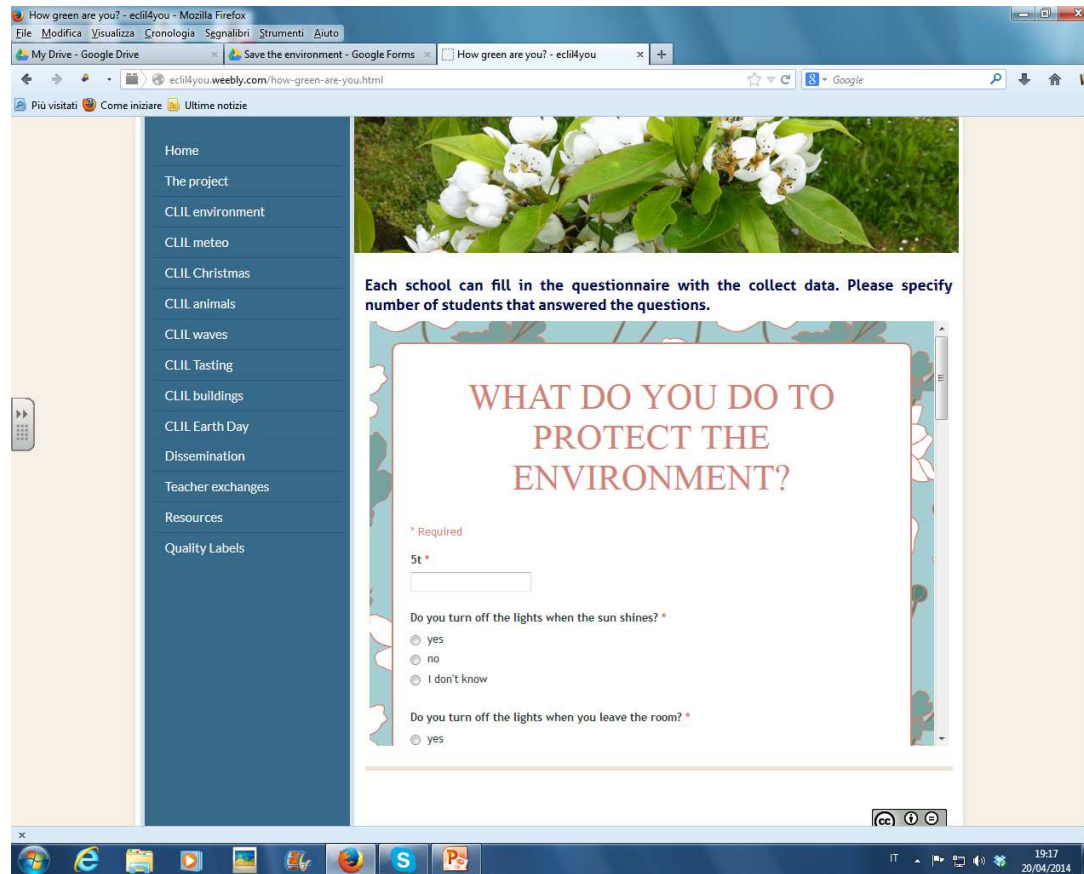 How green are you? - eclil4you - Mozilla Firefox
File Modifica Visualizza Cronologia Segnalibri Strumenti Aiuto
My Drive - Google Drive
Save the environment - Google Forms
How green are you? - eclil4you
eclil4you.weebly.com/how-green-are-you.html
Google
Più visitati Come iniziare Ultime notizie
Home
The project
CLIL environment
CLIL meteo
CLIL Christmas
CLIL animals
CLIL waves
CLIL Tasting
CLIL buildings
CLIL Earth Day
Dissemination
Teacher exchanges
Resources
Quality Labels
Each school can fill in the questionnaire with the collect data. Please specify
number of students that answered the questions.
WHAT DO YOU DO TO
PROTECT THE
ENVIRONMENT?
* Required
5t *
Do you turn off the lights when the sun shines? *
yes
no
I don't know
Do you turn off the lights when you leave the room? *
yes
cc
IT
19:17
20/04/2014